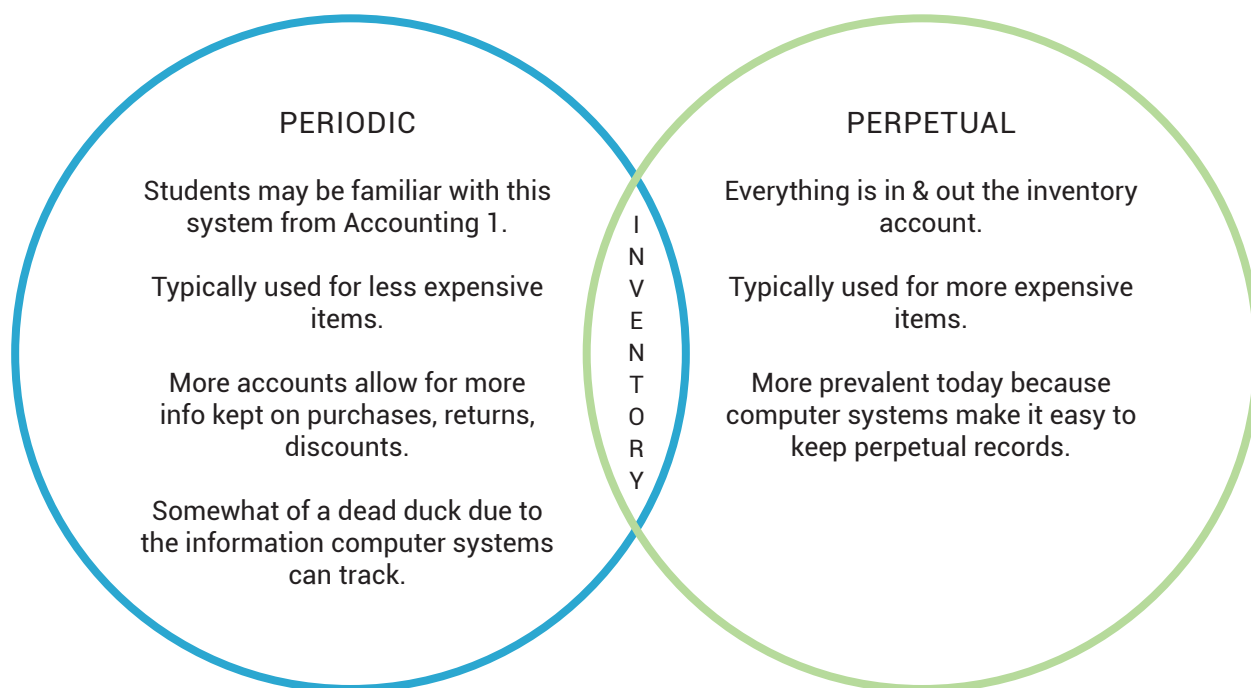 PERIODIC
Students may be familiar with this
system from Accounting 1.
Typically used for less expensive
items.
More accounts allow for more
info kept on purchases, returns,
discounts.
Somewhat of a dead duck due to
the information computer systems
can track.
I
N
V
E
N
T
O
R
Y
PERPETUAL
Everything is in & out the inventory
account.
Typically used for more expensive
items.
More prevalent today because
computer systems make it easy to
keep perpetual records.